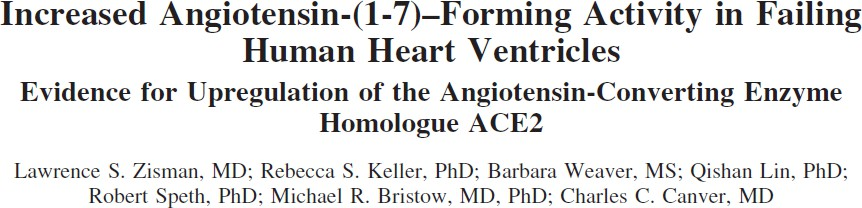 Increased Angiotensin-(1-7)–Forming Activity in Failing
Human Heart Ventricles
Evidence for Upregulation of the Angiotensin-Converting Enzyme
Homologue ACE2
Lawrence S. Zisman, MD; Rebecca S. Keller, PhD; Barbara Weaver, MS; Qishan Lin, PhD;
Robert Speth, PhD; Michael R. Bristow, MD, PhD; Charles C. Canver, MD